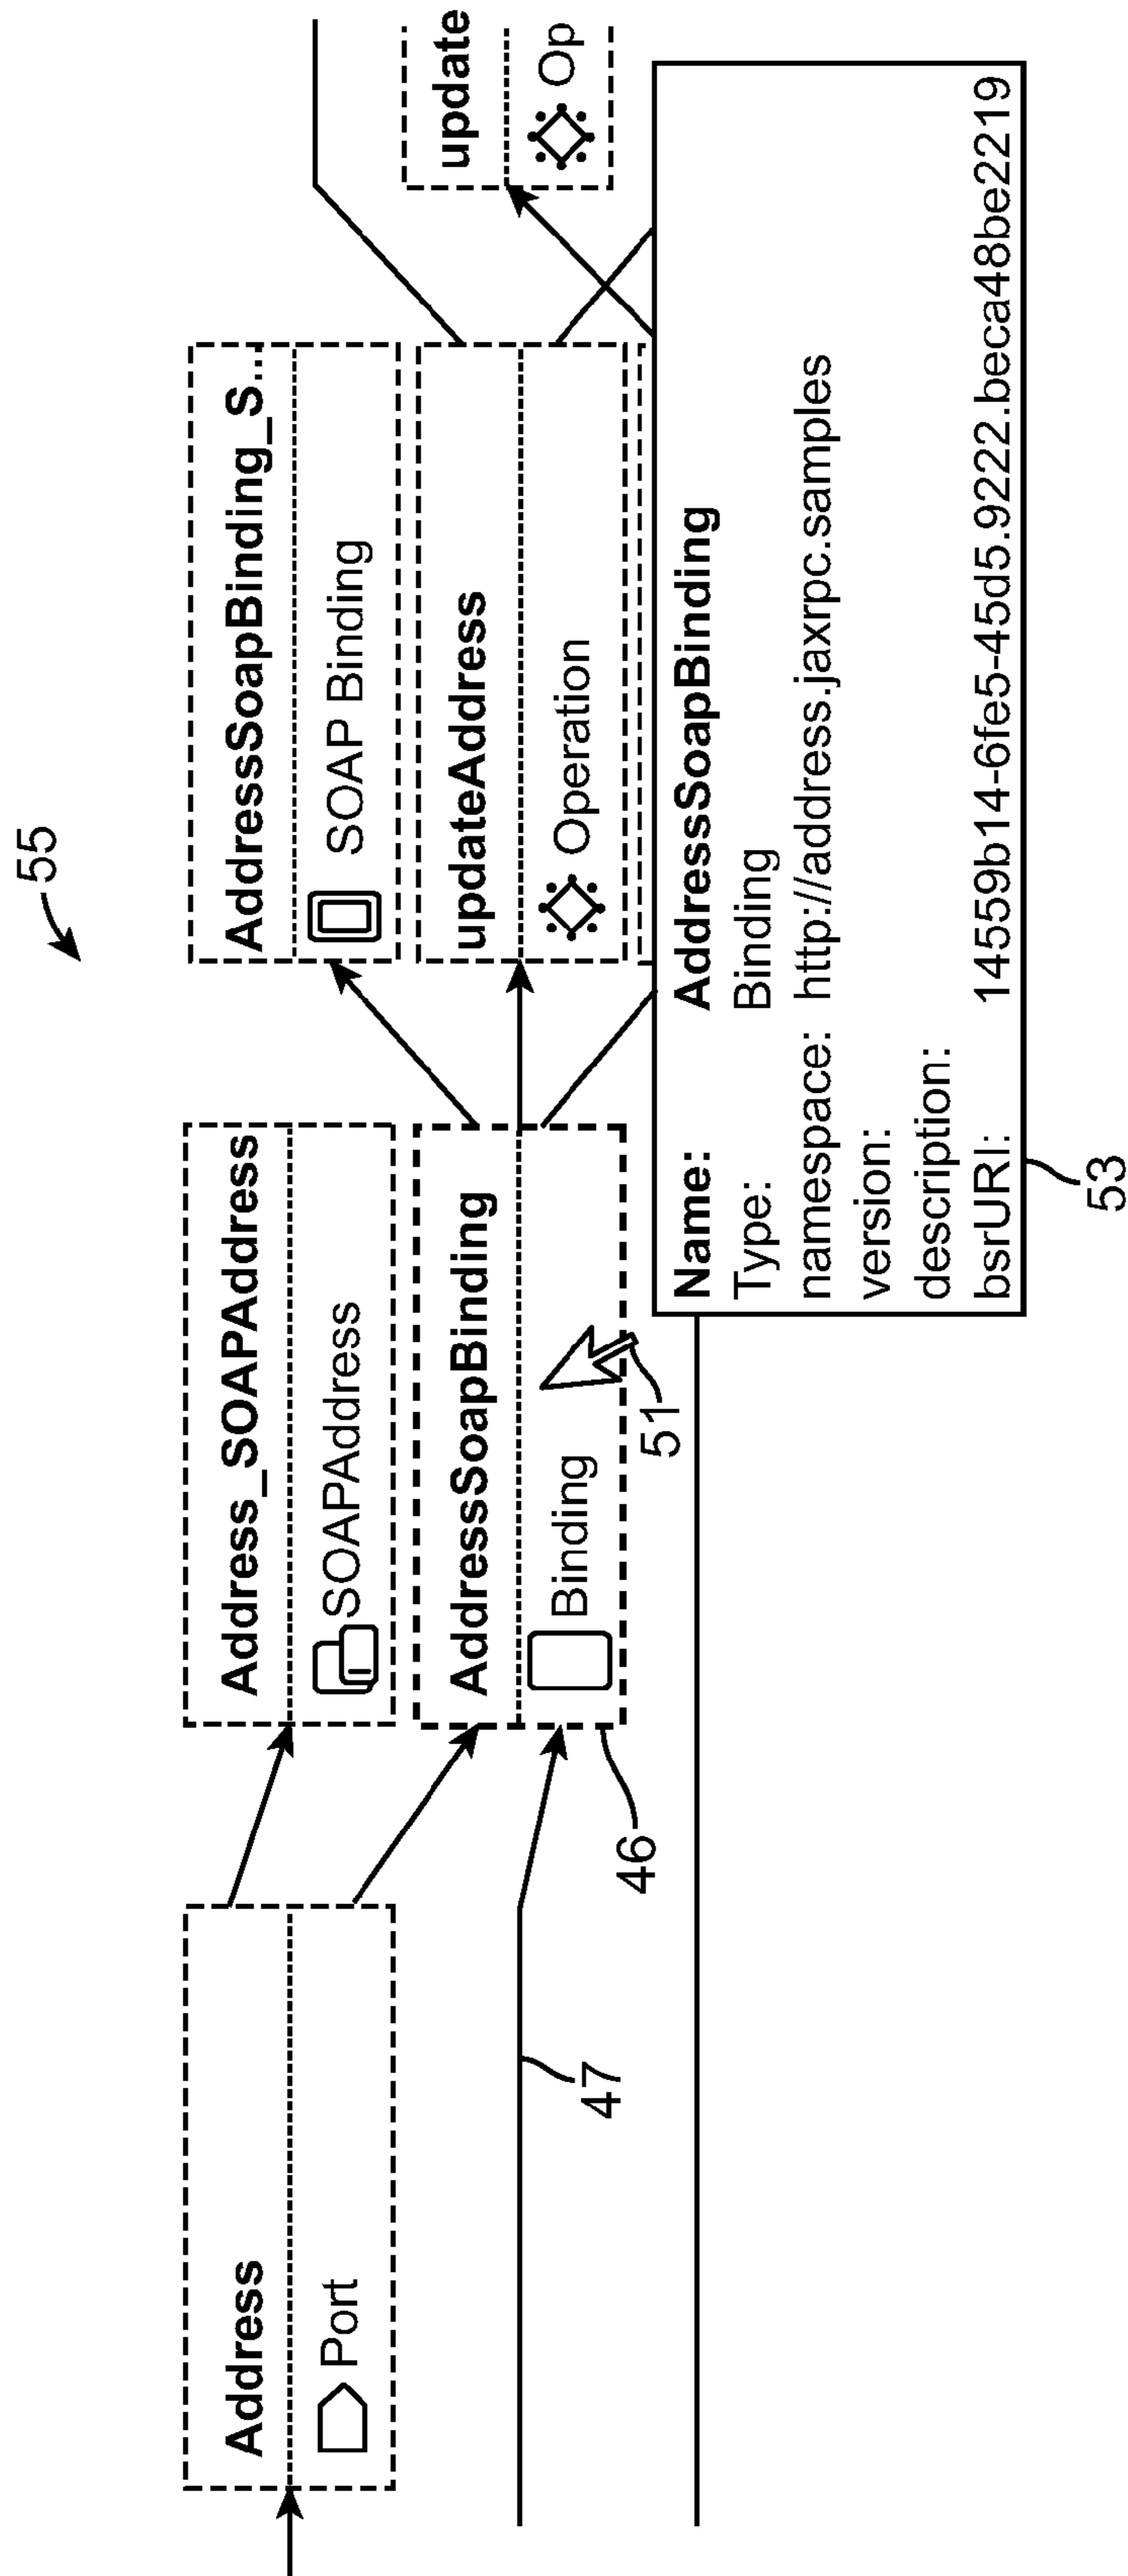 55
Address
Port
Address_SOAPAddress
SOAPAddress
AddressSoapBinding
Binding
AddressSoapBinding_S...
SOAP Binding
updateAddress
Operation
update
Op
47
46
51
Name: AddressSoapBinding
Type: Binding
namespace: http://address.jaxrpc.samples
version:
description:
bsrURI: 14559b14-6fe5-45d5.9222.beca48be2219
53